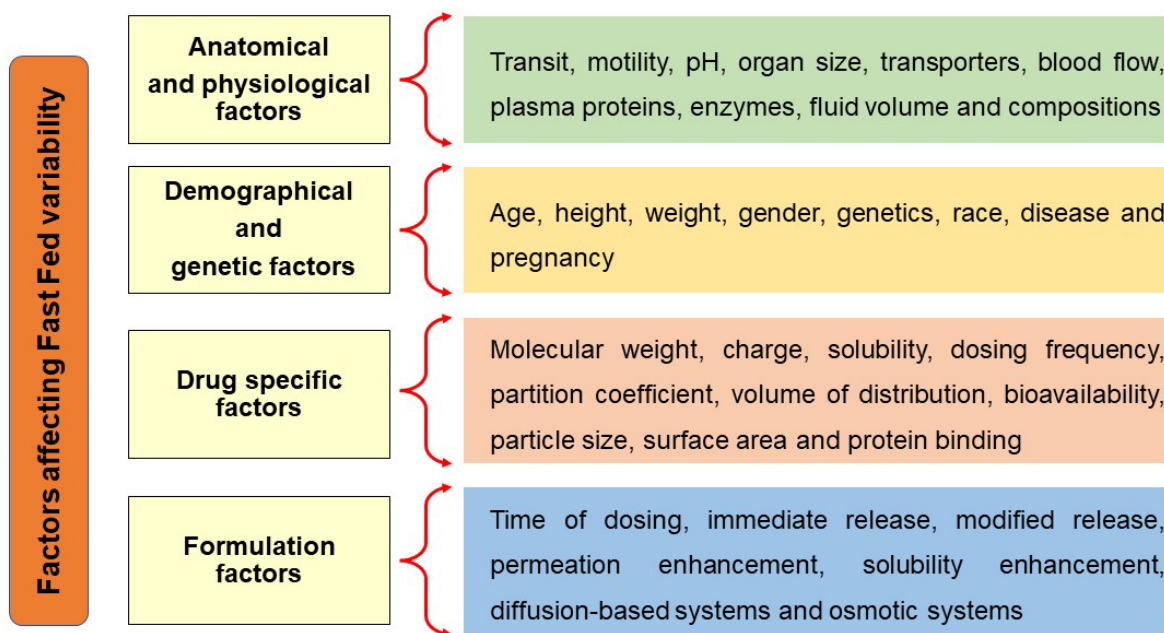 Factors affecting Fast Fed variability
Anatomical
and physiological
factors
Transit, motility, pH, organ size, transporters, blood flow,
plasma proteins, enzymes, fluid volume and compositions
Demographical
and
genetic factors
Age, height, weight, gender, genetics, race, disease and
pregnancy
Drug specific
factors
Molecular weight, charge, solubility, dosing frequency,
partition coefficient, volume of distribution, bioavailability,
particle size, surface area and protein binding
Formulation
factors
Time of dosing, immediate release, modified release,
permeation enhancement, solubility enhancement,
diffusion-based systems and osmotic systems